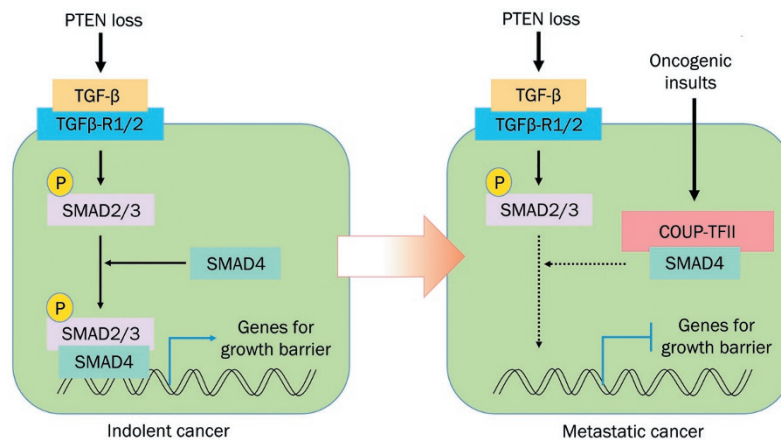 PTEN loss
TGF-β
TGFβ-R1/2
P
SMAD2/3
SMAD4
P
SMAD2/3
SMAD4
Genes for
growth barrier
Indolent cancer
PTEN loss
Oncogenic
insults
TGF-β
TGFβ-R1/2
P
SMAD2/3
COUP-TFII
SMAD4
Genes for
growth barrier
Metastatic cancer